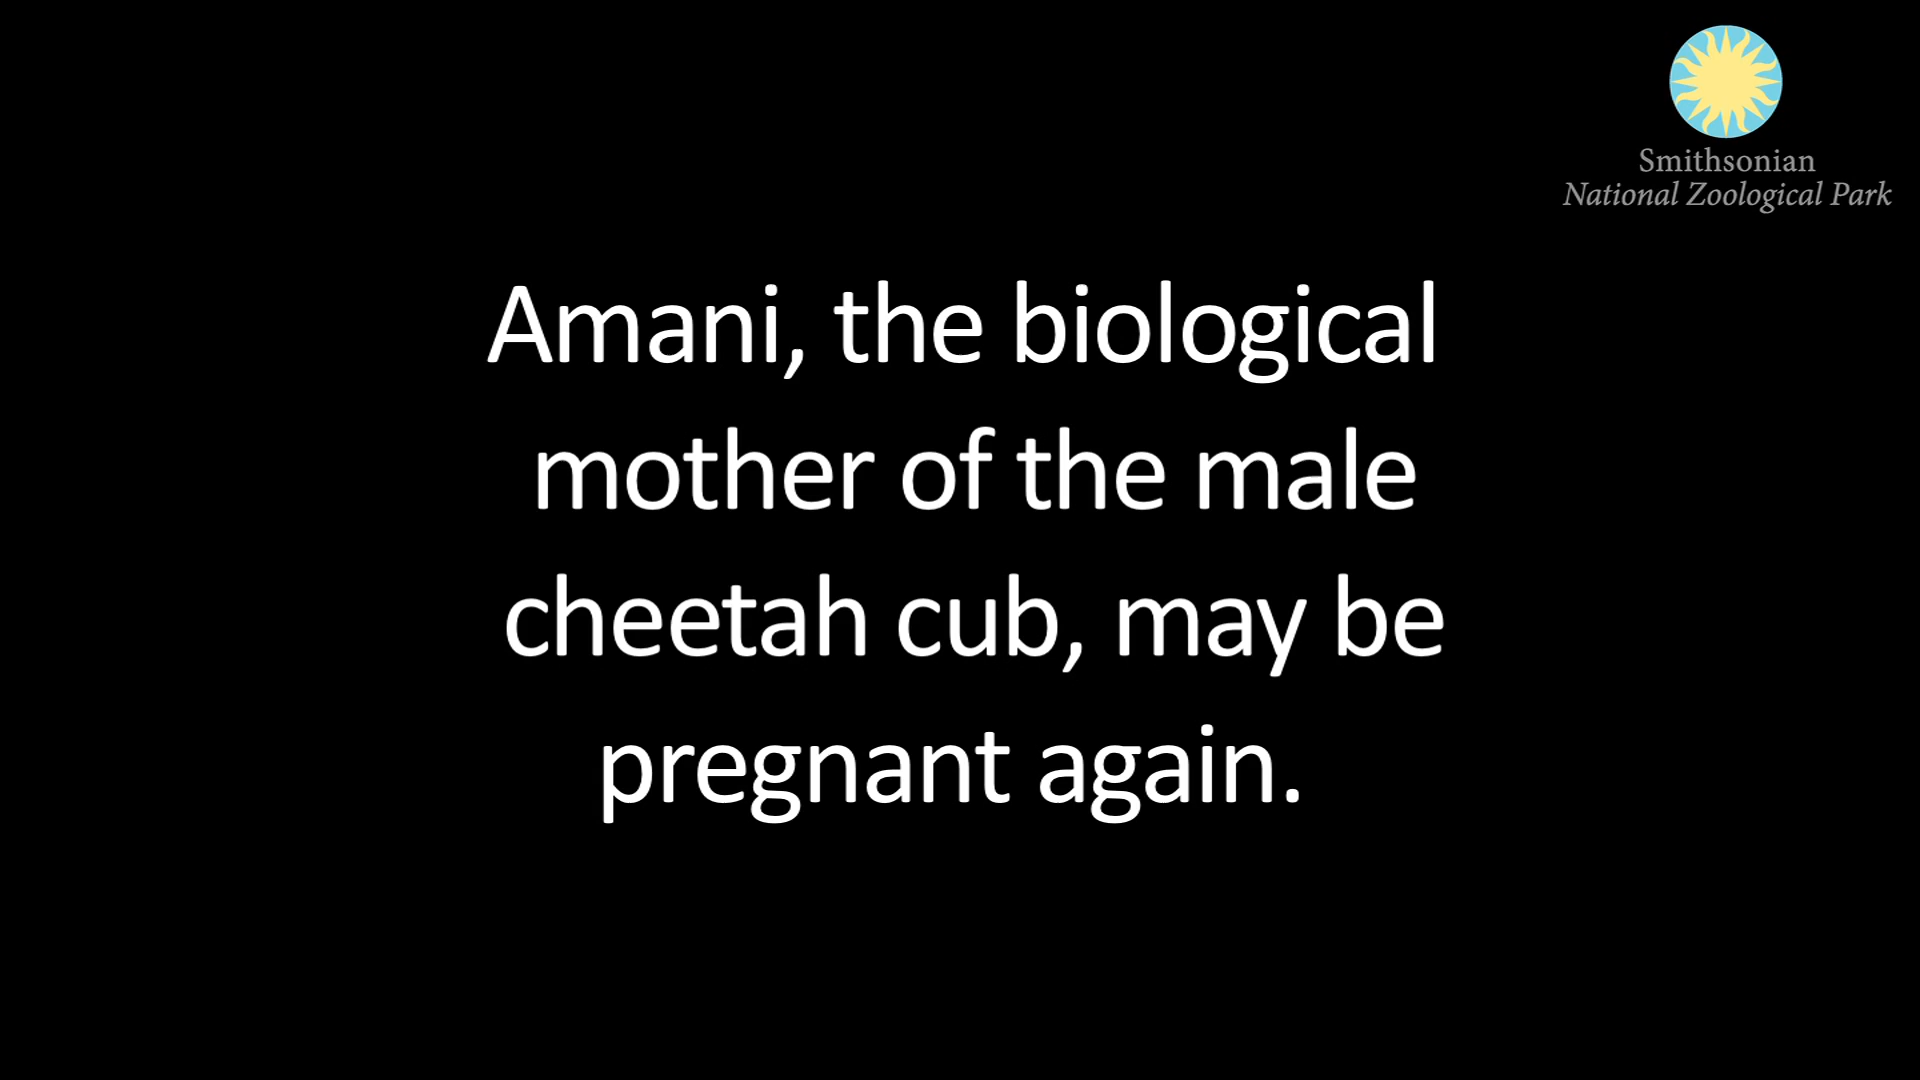 Smithsonian
National Zoological Park
Amani, the biological
mother of the male
cheetah cub, may be
pregnant again.